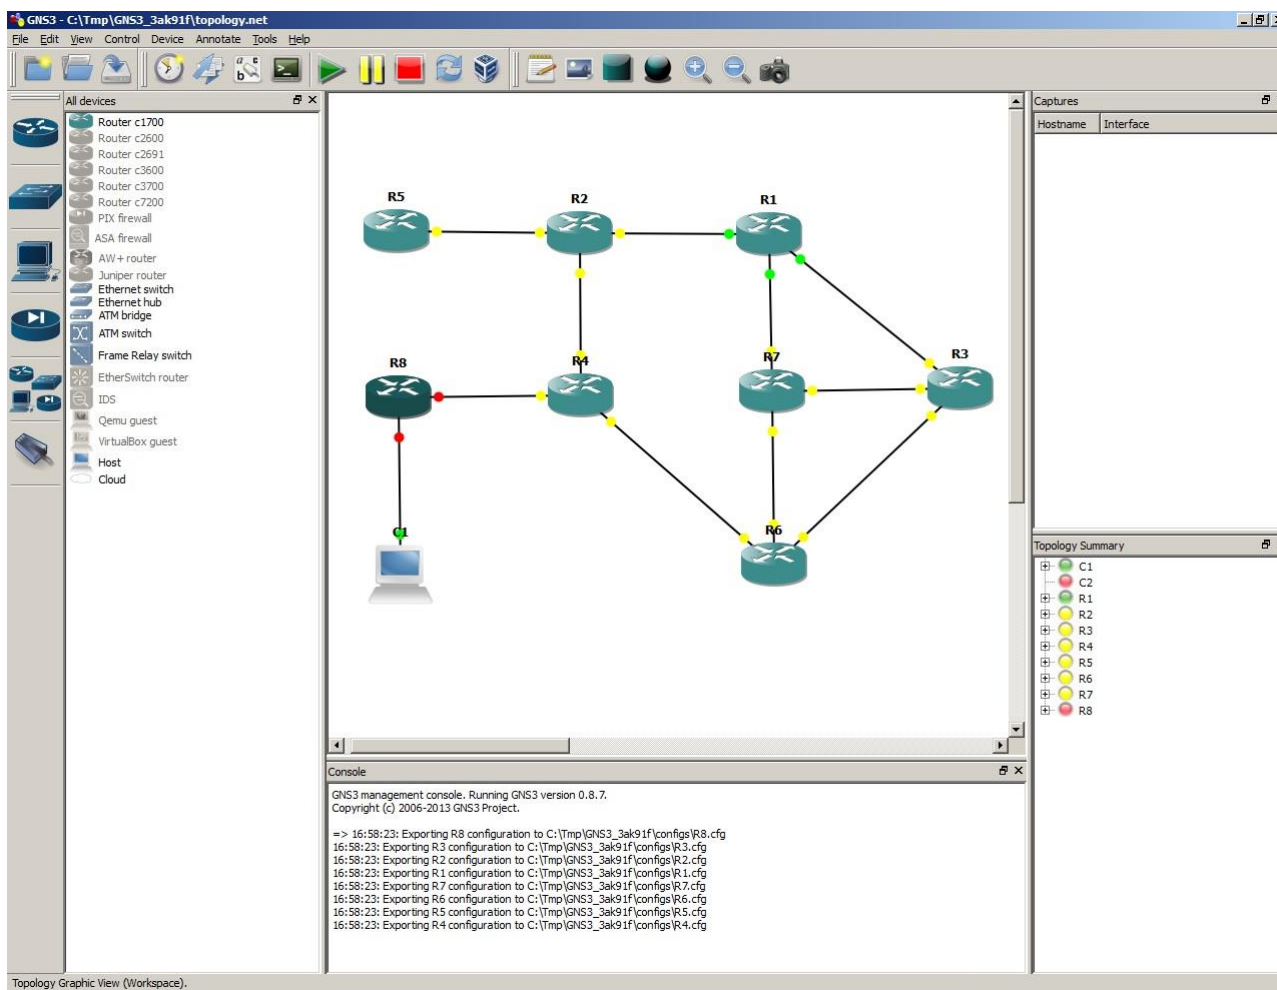 GNS3 - C:\Tmp\GNS3_3ak91f\topology.net
File Edit View Control Device Annotate Tools Help
All devices
Router c1700
Router c2600
Router c2691
Router c3600
Router c3700
Router c7200
PIX firewall
ASA firewall
AW+ router
Juniper router
Ethernet switch
Ethernet hub
ATM bridge
ATM switch
Frame Relay switch
EtherSwitch router
IDS
Qemu guest
VirtualBox guest
Host
Cloud
R5
R2
R1
R8
R4
R7
R3
C1
R6
Captures
Hostname Interface
Topology Summary
C1
C2
R1
R2
R3
R4
R5
R6
R7
R8
Console
GNS3 management console. Running GNS3 version 0.8.7.
Copyright (c) 2006-2013 GNS3 Project.
=> 16:58:23: Exporting R8 configuration to C:\Tmp\GNS3_3ak91f\configs\R8.cfg
16:58:23: Exporting R3 configuration to C:\Tmp\GNS3_3ak91f\configs\R3.cfg
16:58:23: Exporting R2 configuration to C:\Tmp\GNS3_3ak91f\configs\R2.cfg
16:58:23: Exporting R1 configuration to C:\Tmp\GNS3_3ak91f\configs\R1.cfg
16:58:23: Exporting R7 configuration to C:\Tmp\GNS3_3ak91f\configs\R7.cfg
16:58:23: Exporting R6 configuration to C:\Tmp\GNS3_3ak91f\configs\R6.cfg
16:58:23: Exporting R5 configuration to C:\Tmp\GNS3_3ak91f\configs\R5.cfg
16:58:23: Exporting R4 configuration to C:\Tmp\GNS3_3ak91f\configs\R4.cfg
Topology Graphic View (Workspace).